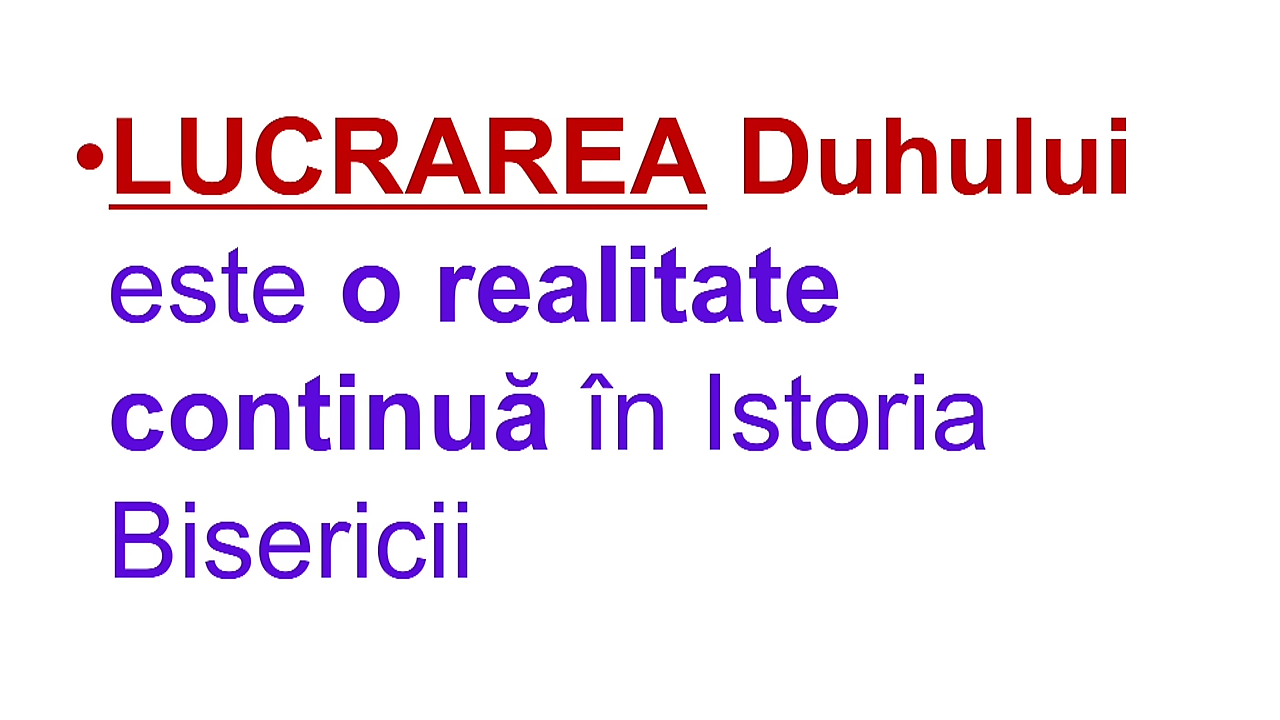 •LUCRAREA Duhului
este o realitate
continuă în Istoria
Bisericii